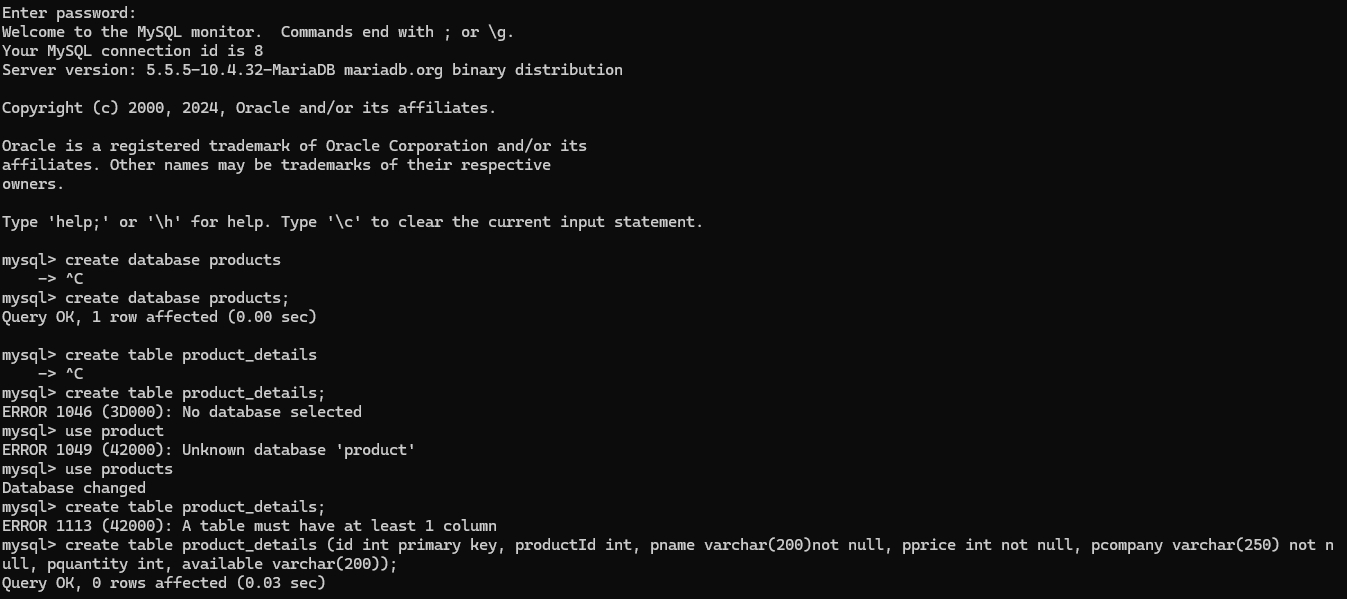 Enter password:
Welcome to the MySQL monitor.  Commands end with ; or \g.
Your MySQL connection id is 8
Server version: 5.5.5-10.4.32-MariaDB mariadb.org binary distribution
Copyright (c) 2000, 2024, Oracle and/or its affiliates.
Oracle is a registered trademark of Oracle Corporation and/or its
affiliates. Other names may be trademarks of their respective
owners.
Type 'help;' or '\h' for help. Type '\c' to clear the current input statement.
mysql> create database products
    -> ^C
mysql> create database products;
Query OK, 1 row affected (0.00 sec)
mysql> create table product_details
    -> ^C
mysql> create table product_details;
ERROR 1046 (3D000): No database selected
mysql> use product
ERROR 1049 (42000): Unknown database 'product'
mysql> use products
Database changed
mysql> create table product_details;
ERROR 1113 (42000): A table must have at least 1 column
mysql> create table product_details (id int primary key, productId int, pname varchar(200)not null, pprice int not null, pcompany varchar(250) not n
ull, pquantity int, available varchar(200));
Query OK, 0 rows affected (0.03 sec)